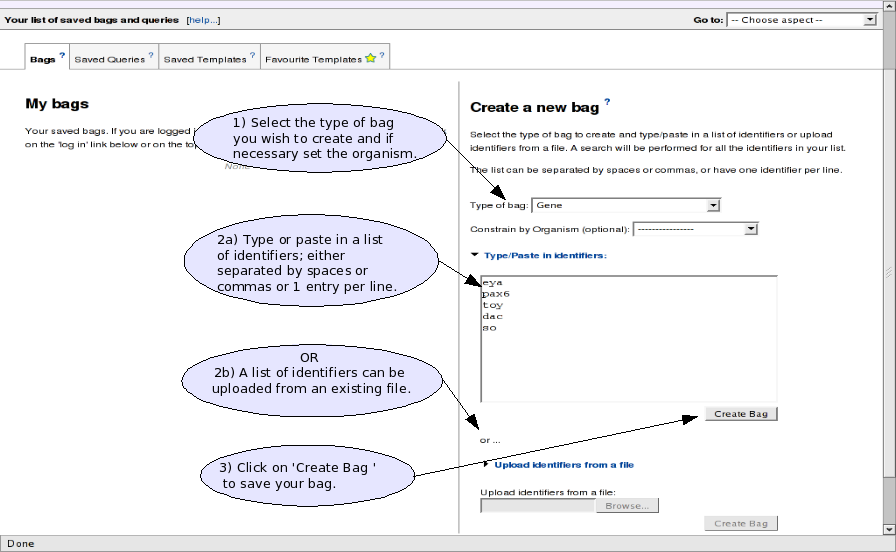 Your list of saved bags and queries [help...]
Go to: -- Choose aspect --
Bags ? Saved Queries ? Saved Templates ? Favourite Templates ?
My bags
Your saved bags. If you are logged
on the 'log in' link below or on the
None
1) Select the type of bag
you wish to create and if
necessary set the organism.
2a) Type or paste in a list
of identifiers; either
separated by spaces or
commas or 1 entry per line.
OR
2b) A list of identifiers can be
uploaded from an existing file.
3) Click on 'Create Bag '
to save your bag.
Create a new bag ?
Select the type of bag to create and type/paste in a list of identifiers or upload
identifiers from a file. A search will be performed for all the identifiers in your list.
The list can be separated by spaces or commas, or have one identifier per line.
Type of bag: Gene
Constrain by Organism (optional): ----------------
Type/Paste in identifiers:
eya
pax6
toy
dac
so
Create Bag
or ...
Upload identifiers from a file
Upload identifiers from a file:
Browse...
Create Bag
Done